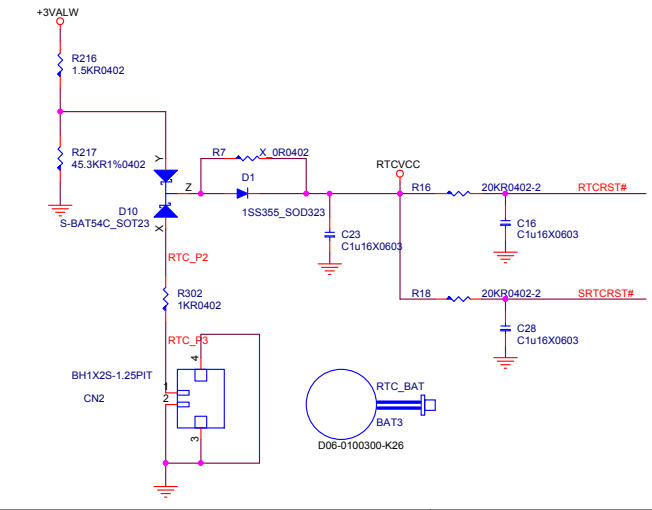 +3VALW
R216
1.5KR0402
R217
45.3KR1%0402
Y
R7 X_0R0402
Z
D1
1SS355_SOD323
D10
S-BAT54C_SOT23
X
RTCVCC
R16 20KR0402-2 RTCRST#
C16
C1u16X0603
C23
C1u16X0603
RTC_P2
R18 20KR0402-2 SRTCRST#
R302
1KR0402
C28
C1u16X0603
RTC_P3
4
BH1X2S-1.25PIT
1
2
CN2
3
RTC_BAT
BAT3
D06-0100300-K26